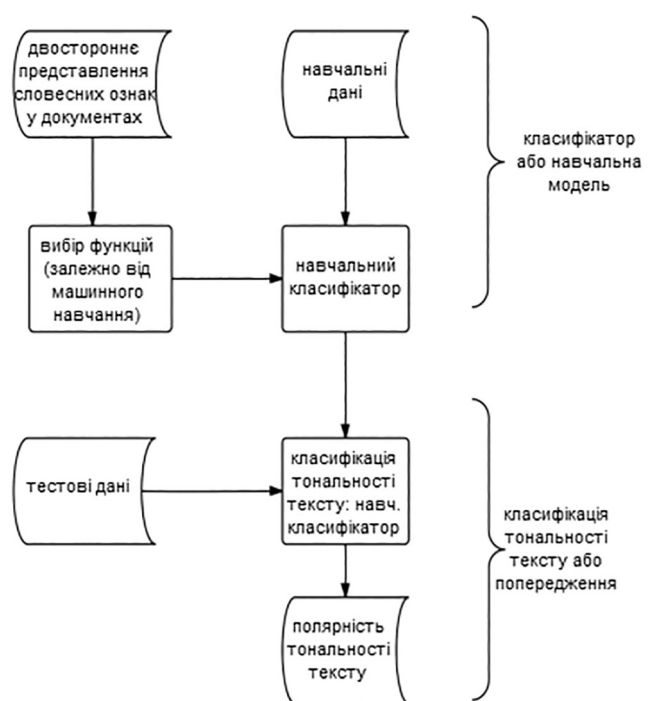 двостороннє
представлення
словесних ознак
у документах
навчальні
дані
класифікатор
або навчальна
модель
вибір функцій
(залежно від
машинного
навчання)
навчальний
класифікатор
тестові дані
класифікація
тональності
тексту: навч.
класифікатор
класифікація
тональності
тексту або
попередження
полярність
тональності
тексту